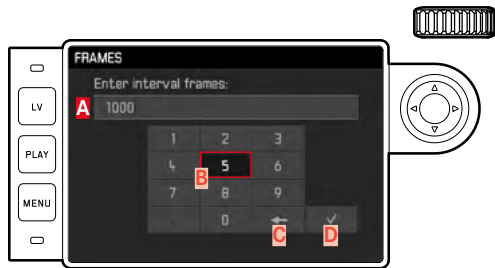 FRAMES
Enter interval frames:
LV
A 1000
1 2 3
PLAY
4 5 6
B
7 8 9
MENU
0
C D